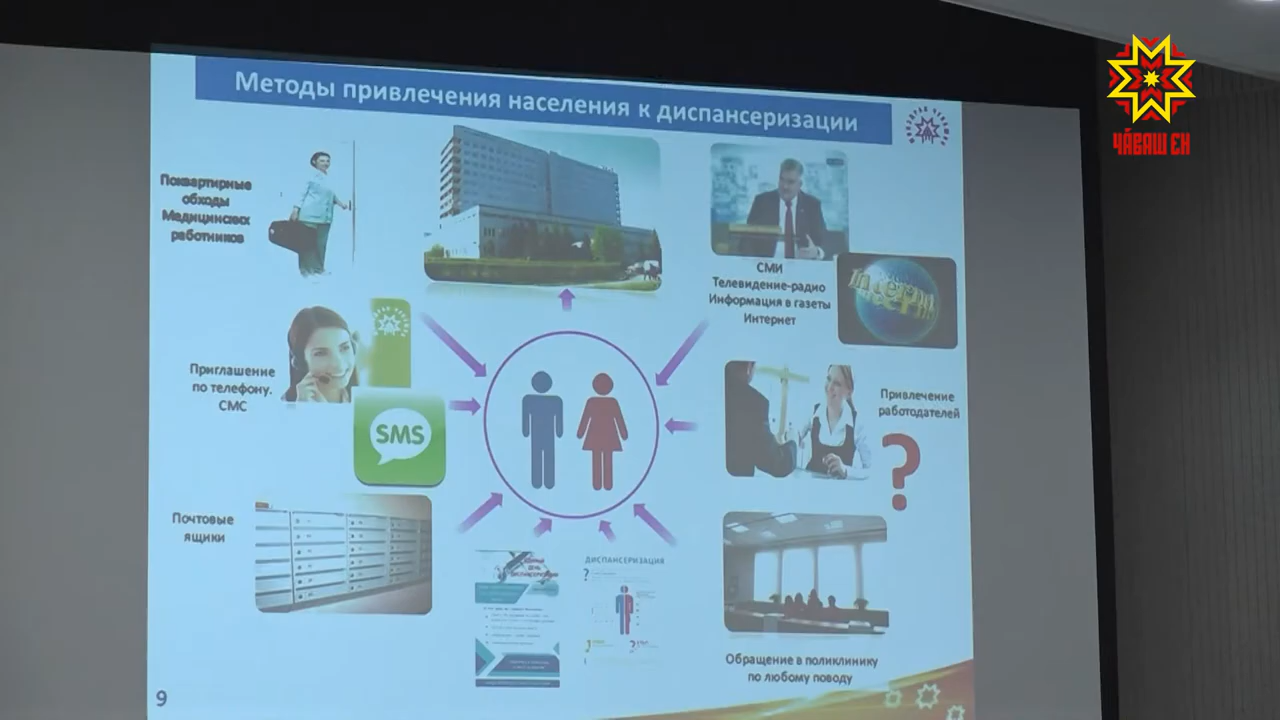 Методы привлечения населения к диспансеризации
ЧӐВАШ ЕН
Поквартирные
обходы
Медицинских
работников
СМИ
Телевидение-радио
Информация в газеты
Интернет
Приглашение
по телефону.
СМС
SMS
Привлечение
работодателей
?
Почтовые
ящики
ДИСПАНСЕРИЗАЦИЯ
Обращение в поликлинику
по любому поводу
9